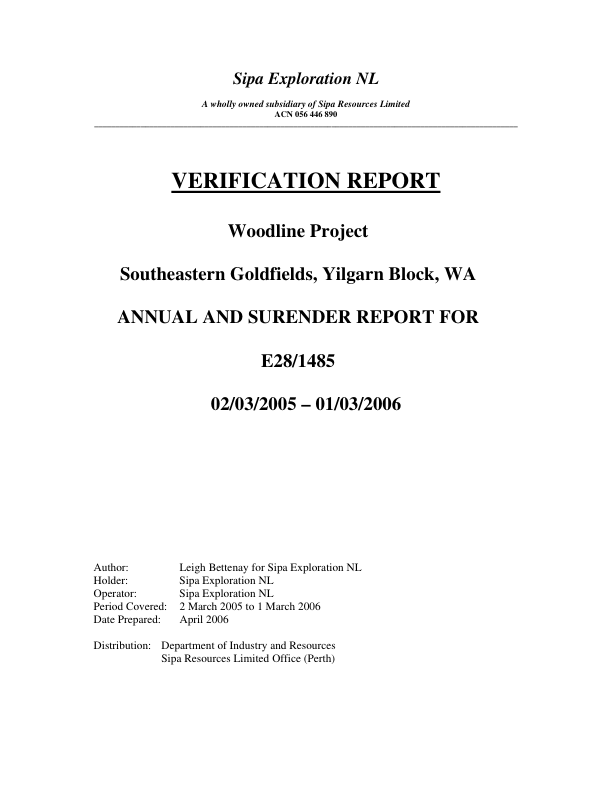 Sipa Exploration NL
A wholly owned subsidiary of Sipa Resources Limited
ACN 056 446 890
VERIFICATION REPORT
Woodline Project
Southeastern Goldfields, Yilgarn Block, WA
ANNUAL AND SURENDER REPORT FOR
E28/1485
02/03/2005 – 01/03/2006
Author: Leigh Bettenay for Sipa Exploration NL
Holder: Sipa Exploration NL
Operator: Sipa Exploration NL
Period Covered: 2 March 2005 to 1 March 2006
Date Prepared: April 2006
Distribution: Department of Industry and Resources
Sipa Resources Limited Office (Perth)